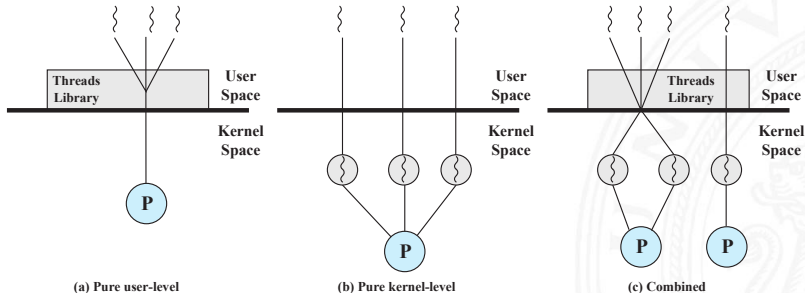 Threads
Library
User
Space
Kernel
Space
P
(a) Pure user-level
User
Space
Kernel
Space
P
(b) Pure kernel-level
Threads
Library
User
Space
Kernel
Space
P
P
(c) Combined